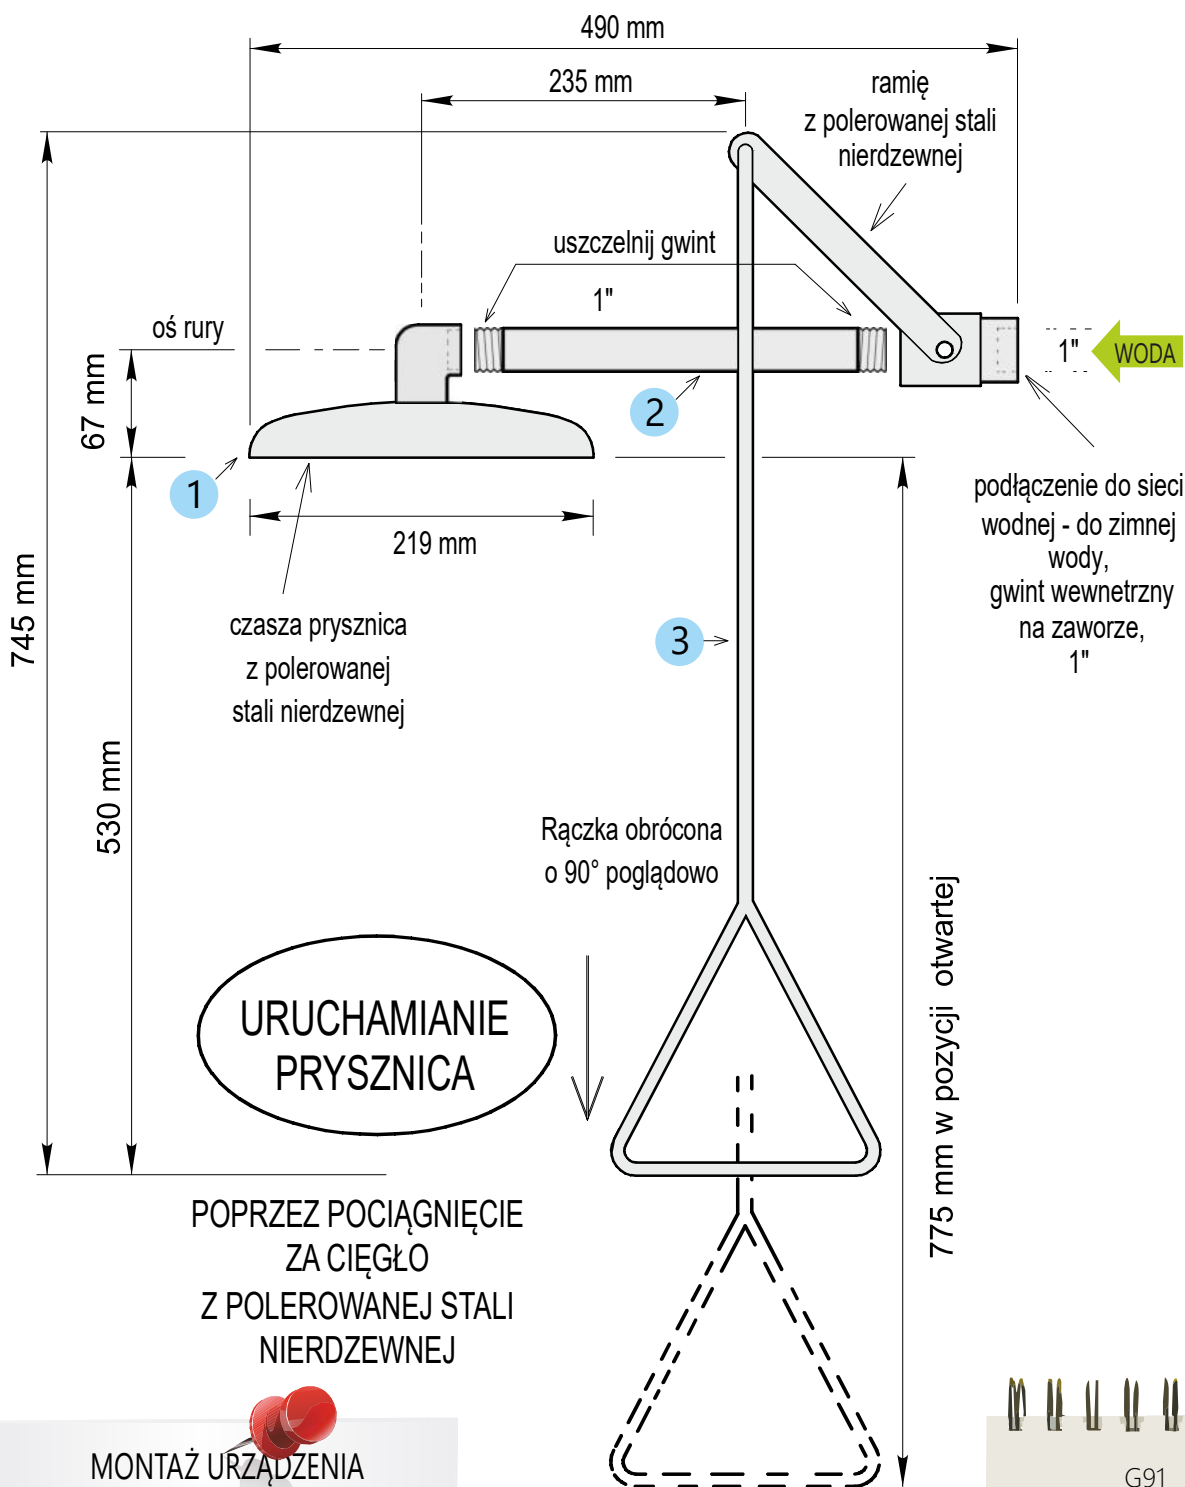 490 mm
235 mm
ramię
z polerowanej stali
nierdzewnej
uszczelnij gwint
1"
oś rury
1"
WODA
67 mm
2
1
podłączenie do sieci
wodnej - do zimnej
wody,
gwint wewnetrzny
na zaworze,
1"
219 mm
745 mm
czasza prysznica
z polerowanej
stali nierdzewnej
3
530 mm
Rączka obrócona
o 90° poglądowo
775 mm w pozycji otwartej
URUCHAMIANIE
PRYSZNICA
POPRZEZ POCIĄGNIĘCIE
ZA CIĘGŁO
Z POLEROWANEJ STALI
NIERDZEWNEJ
MONTAŻ URZĄDZENIA
G91